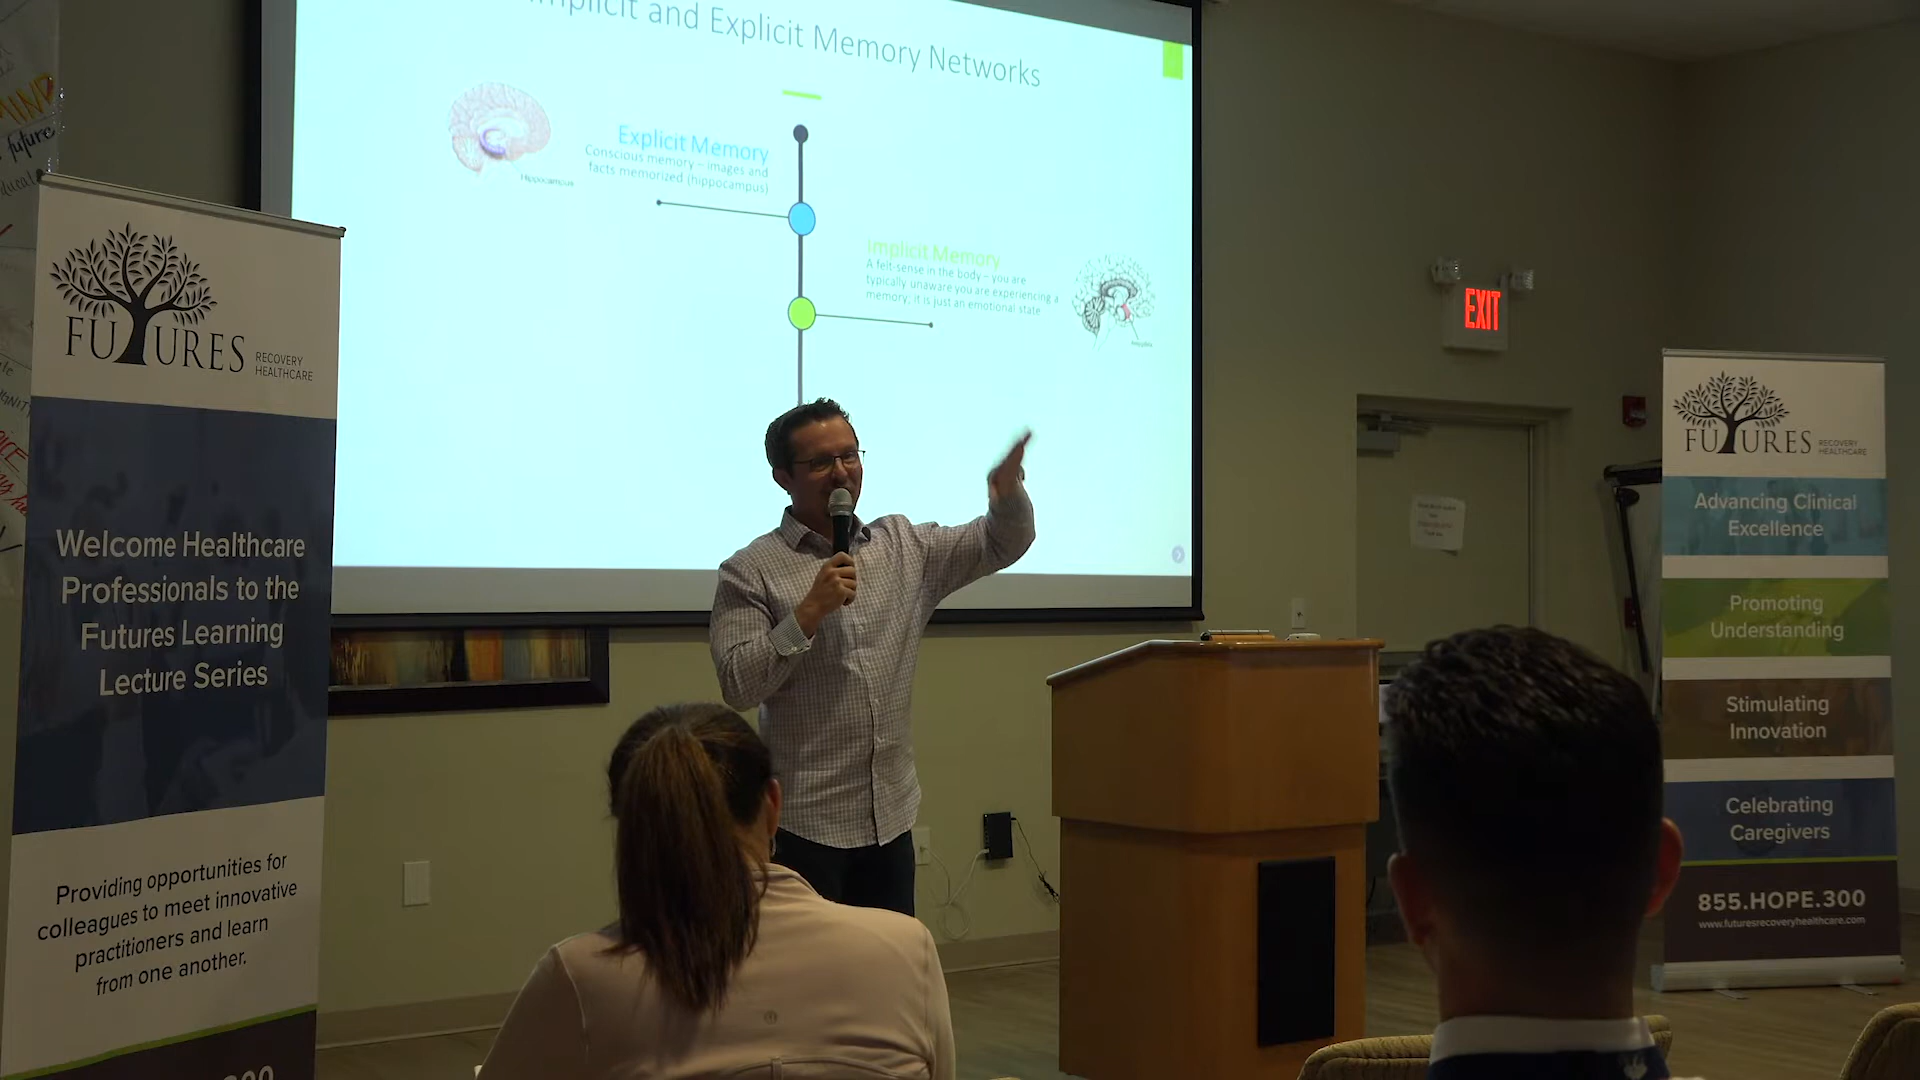 Implicit and Explicit Memory Networks
Explicit Memory
Conscious memory – images and
facts memorized (hippocampus)
Hippocampus
Implicit Memory
A felt-sense in the body – you are
typically unaware you are experiencing a
memory; it is just an emotional state
MIND
future
FUTURES
RECOVERY
HEALTHCARE
Welcome Healthcare
Professionals to the
Futures Learning
Lecture Series
Providing opportunities for
colleagues to meet innovative
practitioners and learn
from one another.
EXIT
FUTURES
RECOVERY
HEALTHCARE
Advancing Clinical
Excellence
Promoting
Understanding
Stimulating
Innovation
Celebrating
Caregivers
855.HOPE.300
www.futuresrecoveryhealthcare.com